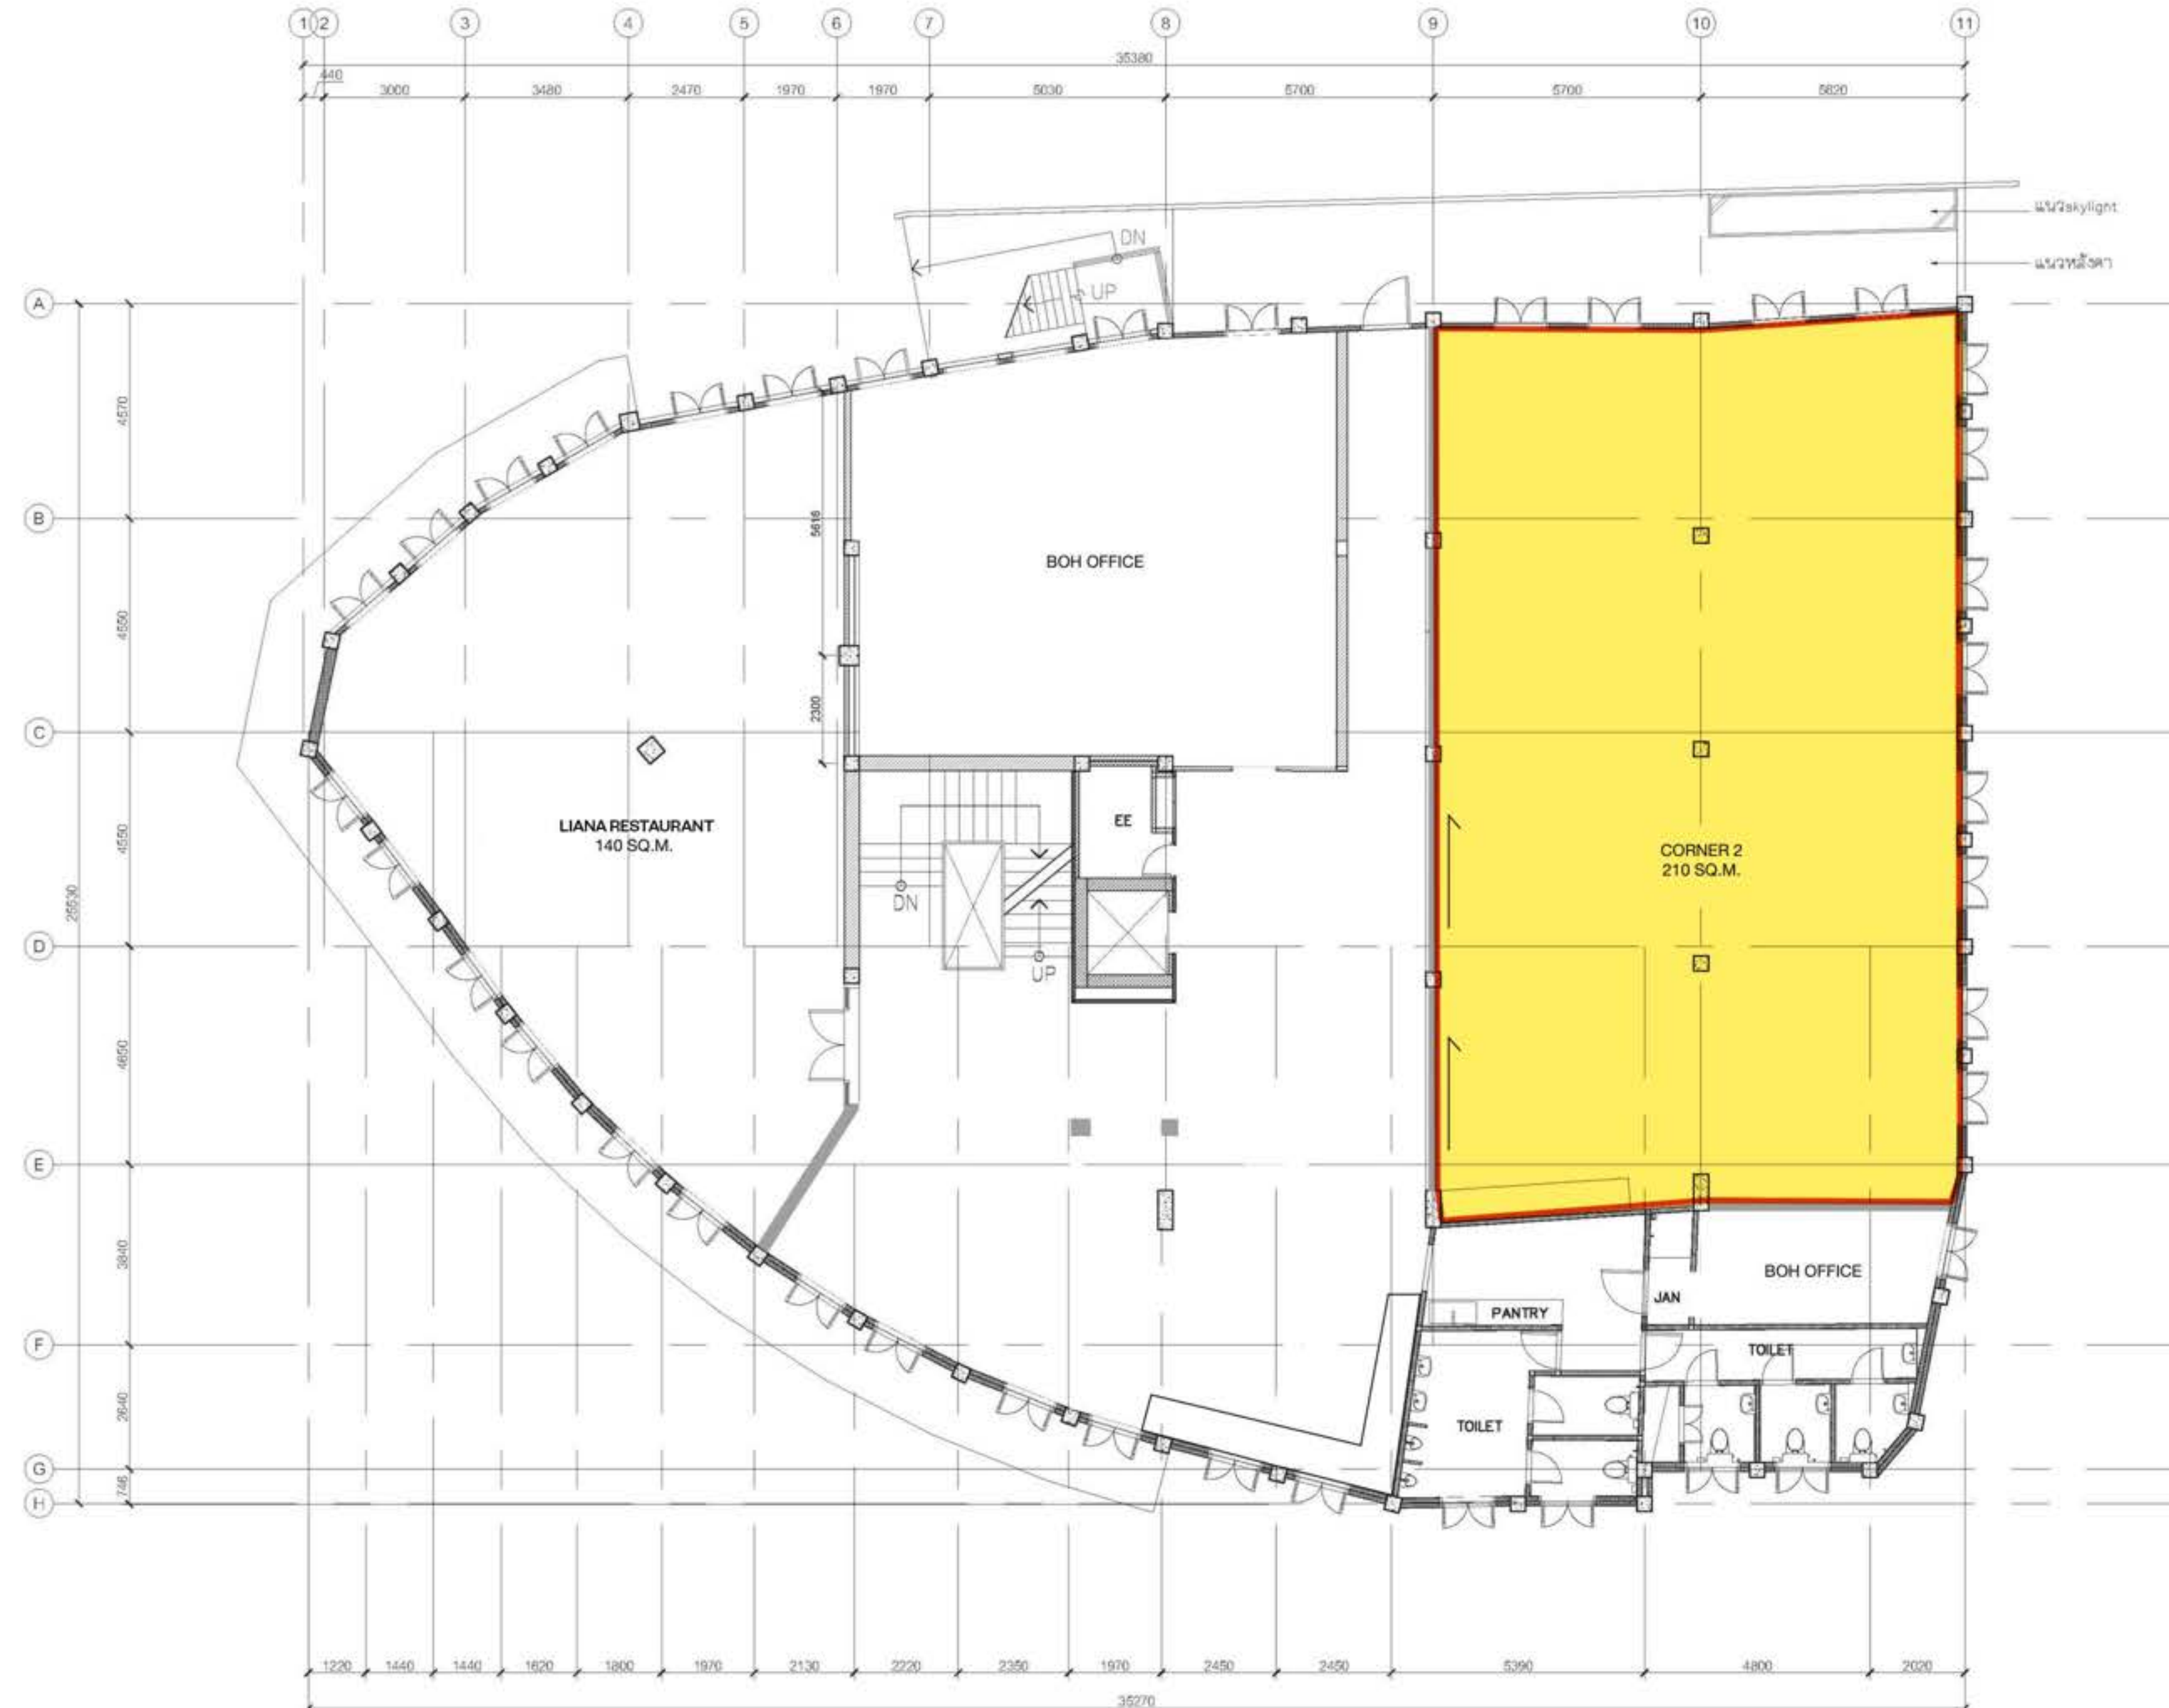 1 2 3 4 5 6 7 8 9 10 11
35380
440
3000 3480 2470 1970 1970 5030 5700 5700 5620
แนวskylight
DN
แนวหลังคา
UP
A
4570
B
5616
BOH OFFICE
4550
2300
C
EE
LIANA RESTAURANT
140 SQ.M.
4550
CORNER 2
210 SQ.M.
25530
DN
D
UP
4650
E
3840
BOH OFFICE
JAN
PANTRY
F
TOILET
2640
TOILET
G
746
H
1220 1440 1440 1620 1800 1970 2130 2220 2350 1970 2450 2450 5390 4800 2020
35270